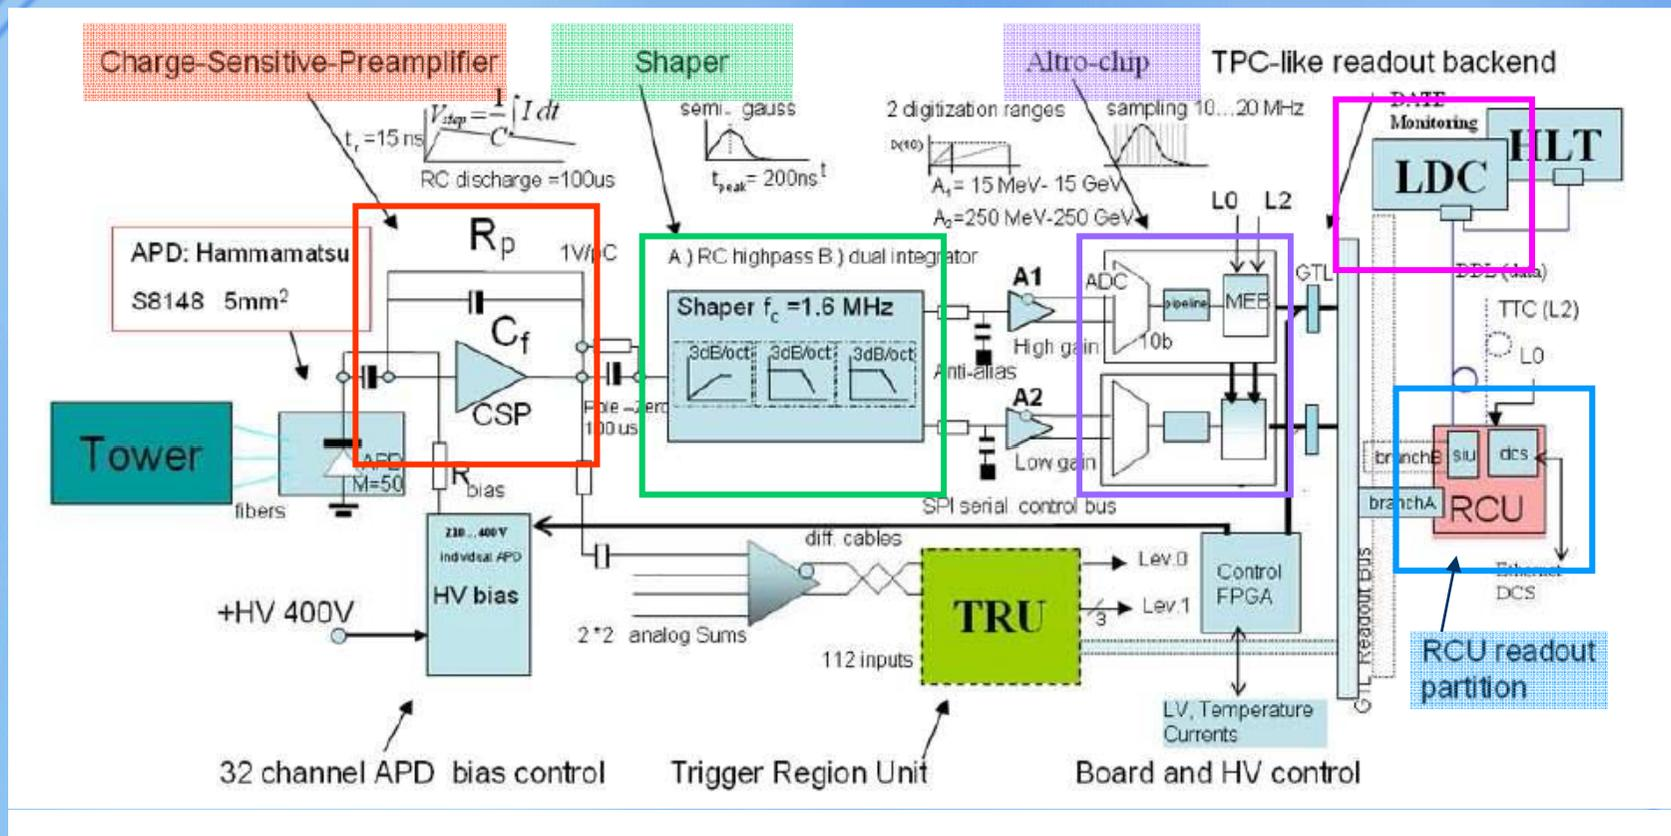 Charge-Sensitive-Preamplifier
Shaper
Altro-chip
TPC-like readout backend
V_step = 1/C ∫ I dt
t_r =15 ns
RC discharge =100us
semi- gauss
t
t_peak = 200ns
2 digitization ranges
A_1= 15 MeV- 15 GeV
A_2=250 MeV-250 GeV
sampling 10...20 MHz
DATE
Monitoring
HLT
LDC
L0 L2
APD: Hammamatsu
S8148 5mm²
R_p
1V/pC
C_f
CSP
Pole -Zero
100 us
A ) RC highpass B ) dual integrator
Shaper f_c =1.6 MHz
3dB/oct 3dB/oct 3dB/oct
A1
High gain
Anti-alias
A2
Low gain
ADC
10b
pipeline
MEB
GTL
DDL (data)
TTC (L2)
L0
Tower
fibers
APD
M=50
R_bias
SPI serial control bus
branchB
branchA
siu
dcs
RCU
Ethernet
DCS
210...400 V
individual APD
HV bias
+HV 400V
diff. cables
2 *2 analog Sums
112 inputs
TRU
Lev.0
Lev.1
3
Control
FPGA
GTL Readout Bus
LV, Temperature
Currents
RCU readout
partition
32 channel APD bias control
Trigger Region Unit
Board and HV control